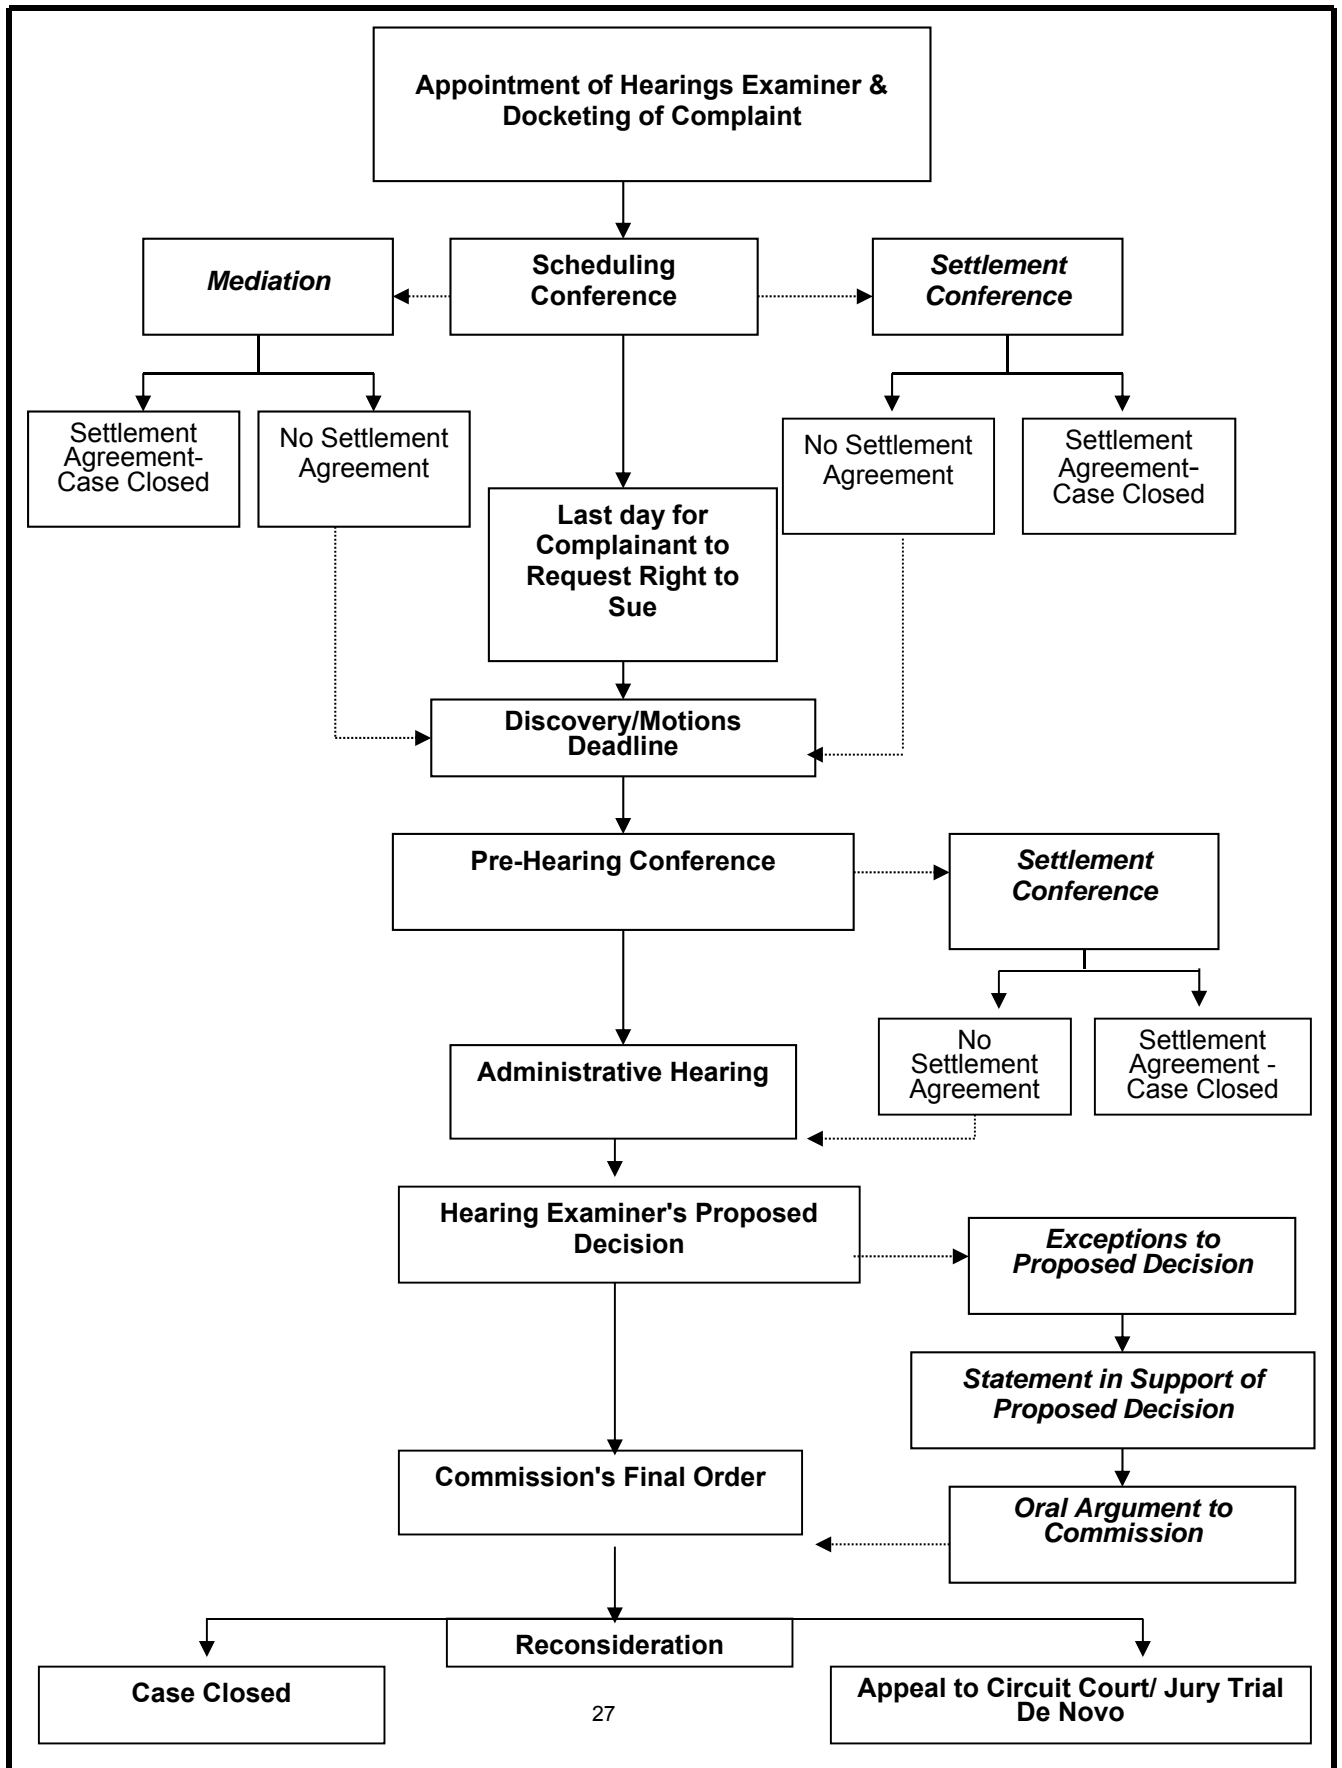 Appointment of Hearings Examiner &
Docketing of Complaint
Mediation
Scheduling
Conference
Settlement
Conference
Settlement
Agreement-
Case Closed
No Settlement
Agreement
No Settlement
Agreement
Settlement
Agreement-
Case Closed
Last day for
Complainant to
Request Right to
Sue
Discovery/Motions
Deadline
Pre-Hearing Conference
Settlement
Conference
No
Settlement
Agreement
Settlement
Agreement -
Case Closed
Administrative Hearing
Hearing Examiner's Proposed
Decision
Exceptions to
Proposed Decision
Statement in Support of
Proposed Decision
Commission's Final Order
Oral Argument to
Commission
Reconsideration
Case Closed
Appeal to Circuit Court/ Jury Trial
De Novo
27